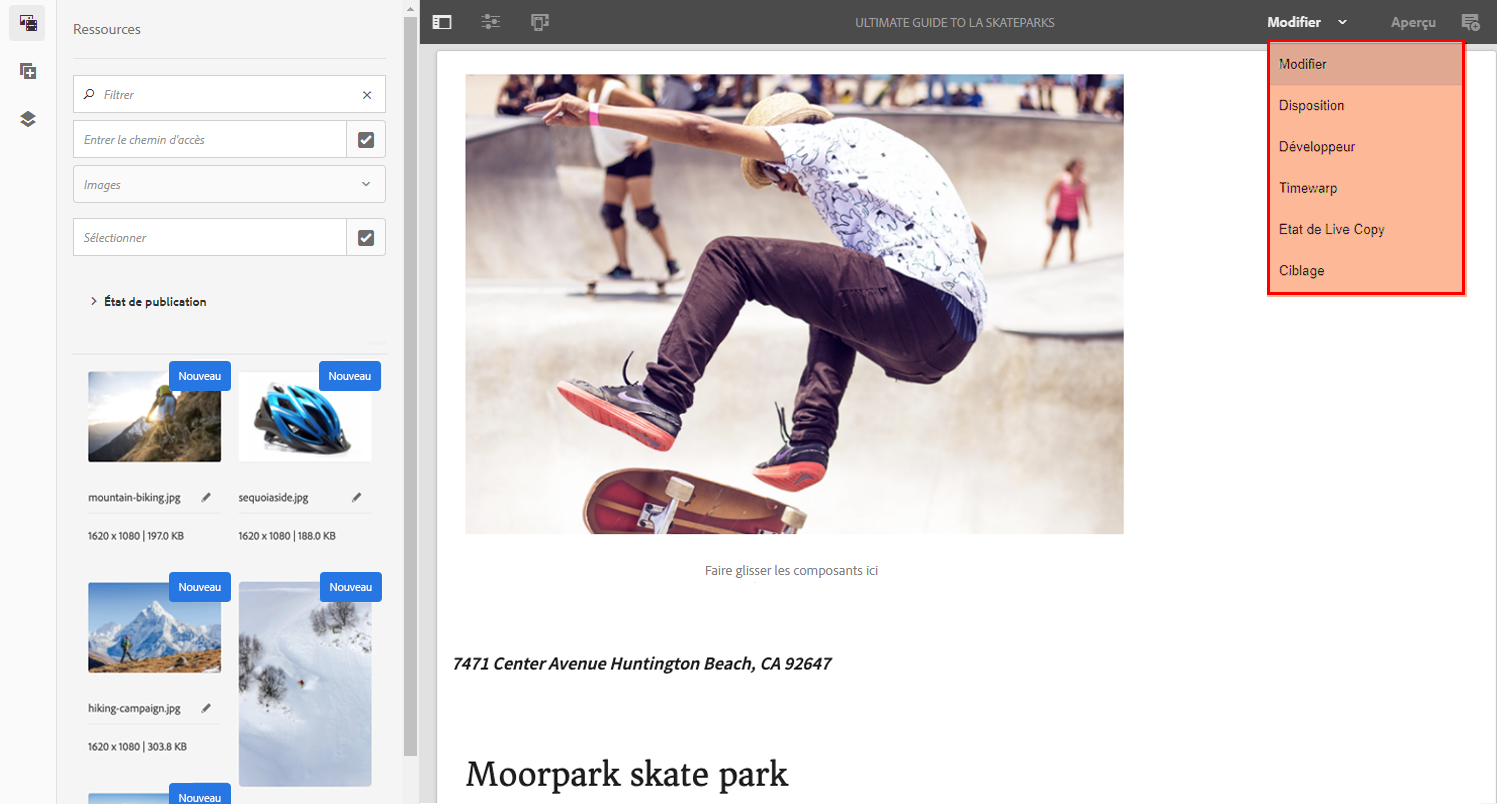 Ressources
Filtrer
Entrer le chemin d'accès
Images
Sélectionner
État de publication
Nouveau
Nouveau
mountain-biking.jpg
sequoiaside.jpg
1620 x 1080 | 197.0 KB
1620 x 1080 | 188.0 KB
Nouveau
Nouveau
hiking-campaign.jpg
1620 x 1080 | 303.8 KB
Nouveau
ULTIMATE GUIDE TO LA SKATEPARKS
Modifier
Aperçu
Modifier
Disposition
Développeur
Timewarp
Etat de Live Copy
Ciblage
Faire glisser les composants ici
7471 Center Avenue Huntington Beach, CA 92647
Moorpark skate park